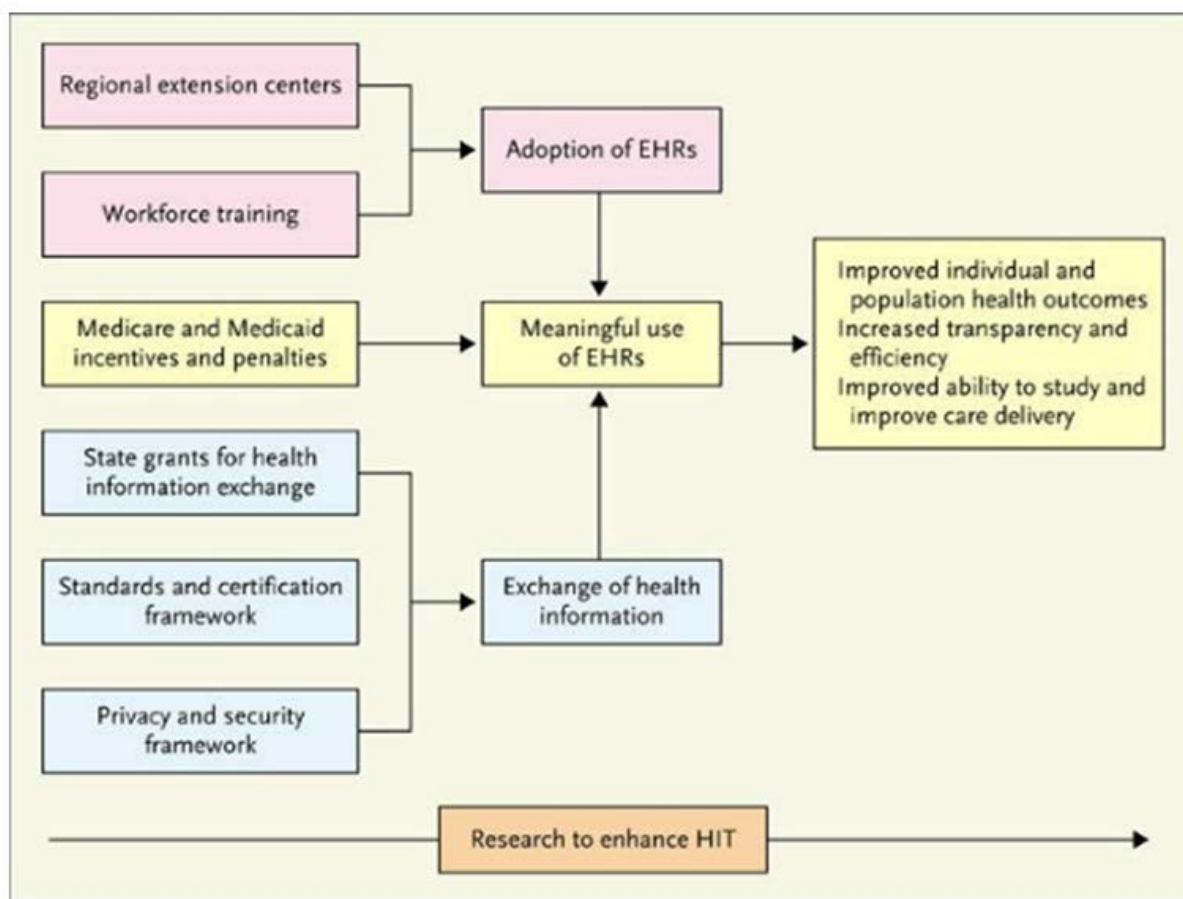 Regional extension centers
Workforce training
Adoption of EHRs
Medicare and Medicaid
incentives and penalties
Meaningful use
of EHRs
Improved individual and
population health outcomes
Increased transparency and
efficiency
Improved ability to study and
improve care delivery
State grants for health
information exchange
Standards and certification
framework
Privacy and security
framework
Exchange of health
information
Research to enhance HIT